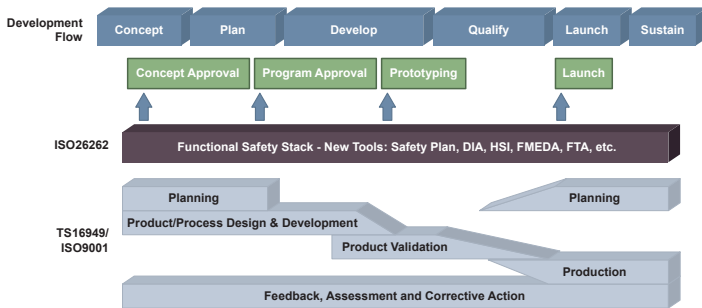 Development
Flow
Concept
Plan
Develop
Qualify
Launch
Sustain
Concept Approval
Program Approval
Prototyping
Launch
ISO26262
Functional Safety Stack - New Tools: Safety Plan, DIA, HSI, FMEDA, FTA, etc.
TS16949/
ISO9001
Planning
Planning
Product/Process Design & Development
Product Validation
Production
Feedback, Assessment and Corrective Action